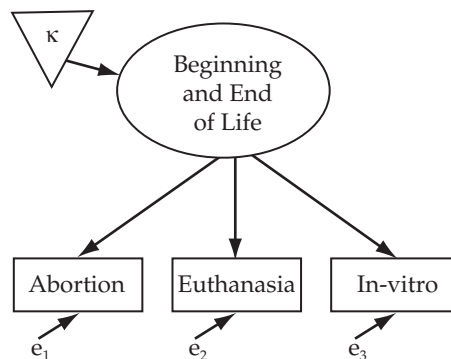 κ
Beginning
and End
of Life
Abortion
Euthanasia
In-vitro
e₁
e₂
e₃